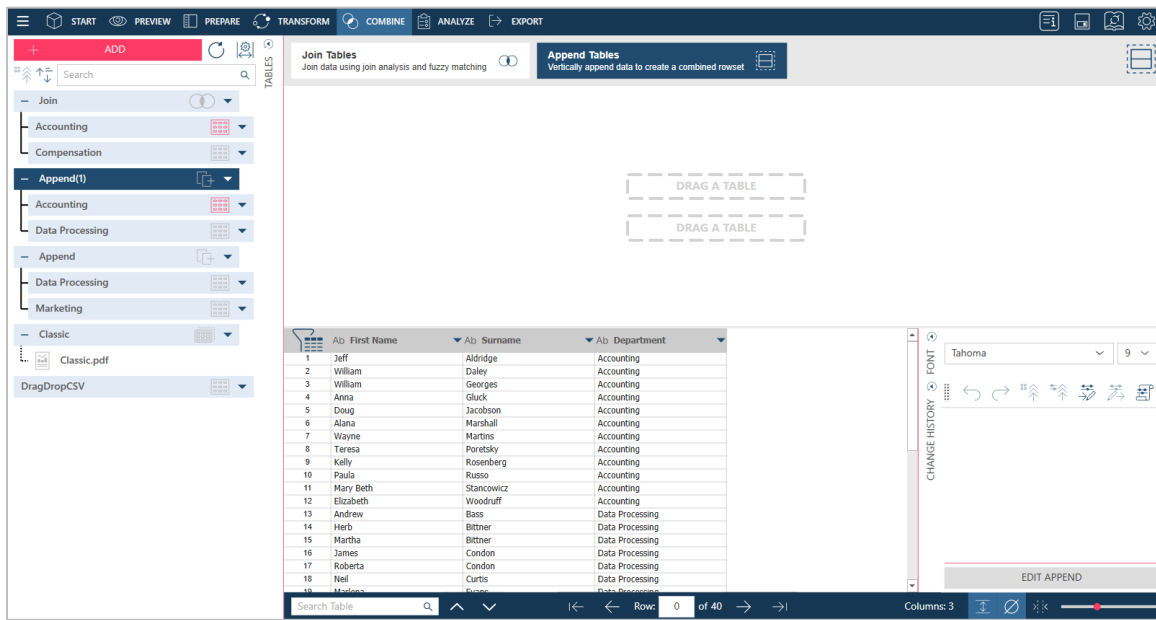 START PREVIEW PREPARE TRANSFORM COMBINE ANALYZE EXPORT
+ ADD
TABLES
Search
Join
Accounting
Compensation
Append(1)
Accounting
Data Processing
Append
Data Processing
Marketing
Classic
Classic.pdf
DragDropCSV
Join Tables
Join data using join analysis and fuzzy matching
Append Tables
Vertically append data to create a combined rowset
DRAG A TABLE
DRAG A TABLE
Ab First Name Ab Surname Ab Department
1 Jeff Aldridge Accounting
2 William Daley Accounting
3 William Georges Accounting
4 Anna Gluck Accounting
5 Doug Jacobson Accounting
6 Alana Marshall Accounting
7 Wayne Martins Accounting
8 Teresa Poretsky Accounting
9 Kelly Rosenberg Accounting
10 Paula Russo Accounting
11 Mary Beth Stancowicz Accounting
12 Elizabeth Woodruff Accounting
13 Andrew Bass Data Processing
14 Herb Bittner Data Processing
15 Martha Bittner Data Processing
16 James Condon Data Processing
17 Roberta Condon Data Processing
18 Neil Curtis Data Processing
19 Marlena Evans Data Processing
FONT
Tahoma 9
CHANGE HISTORY
EDIT APPEND
Search Table
Row: 0 of 40
Columns: 3